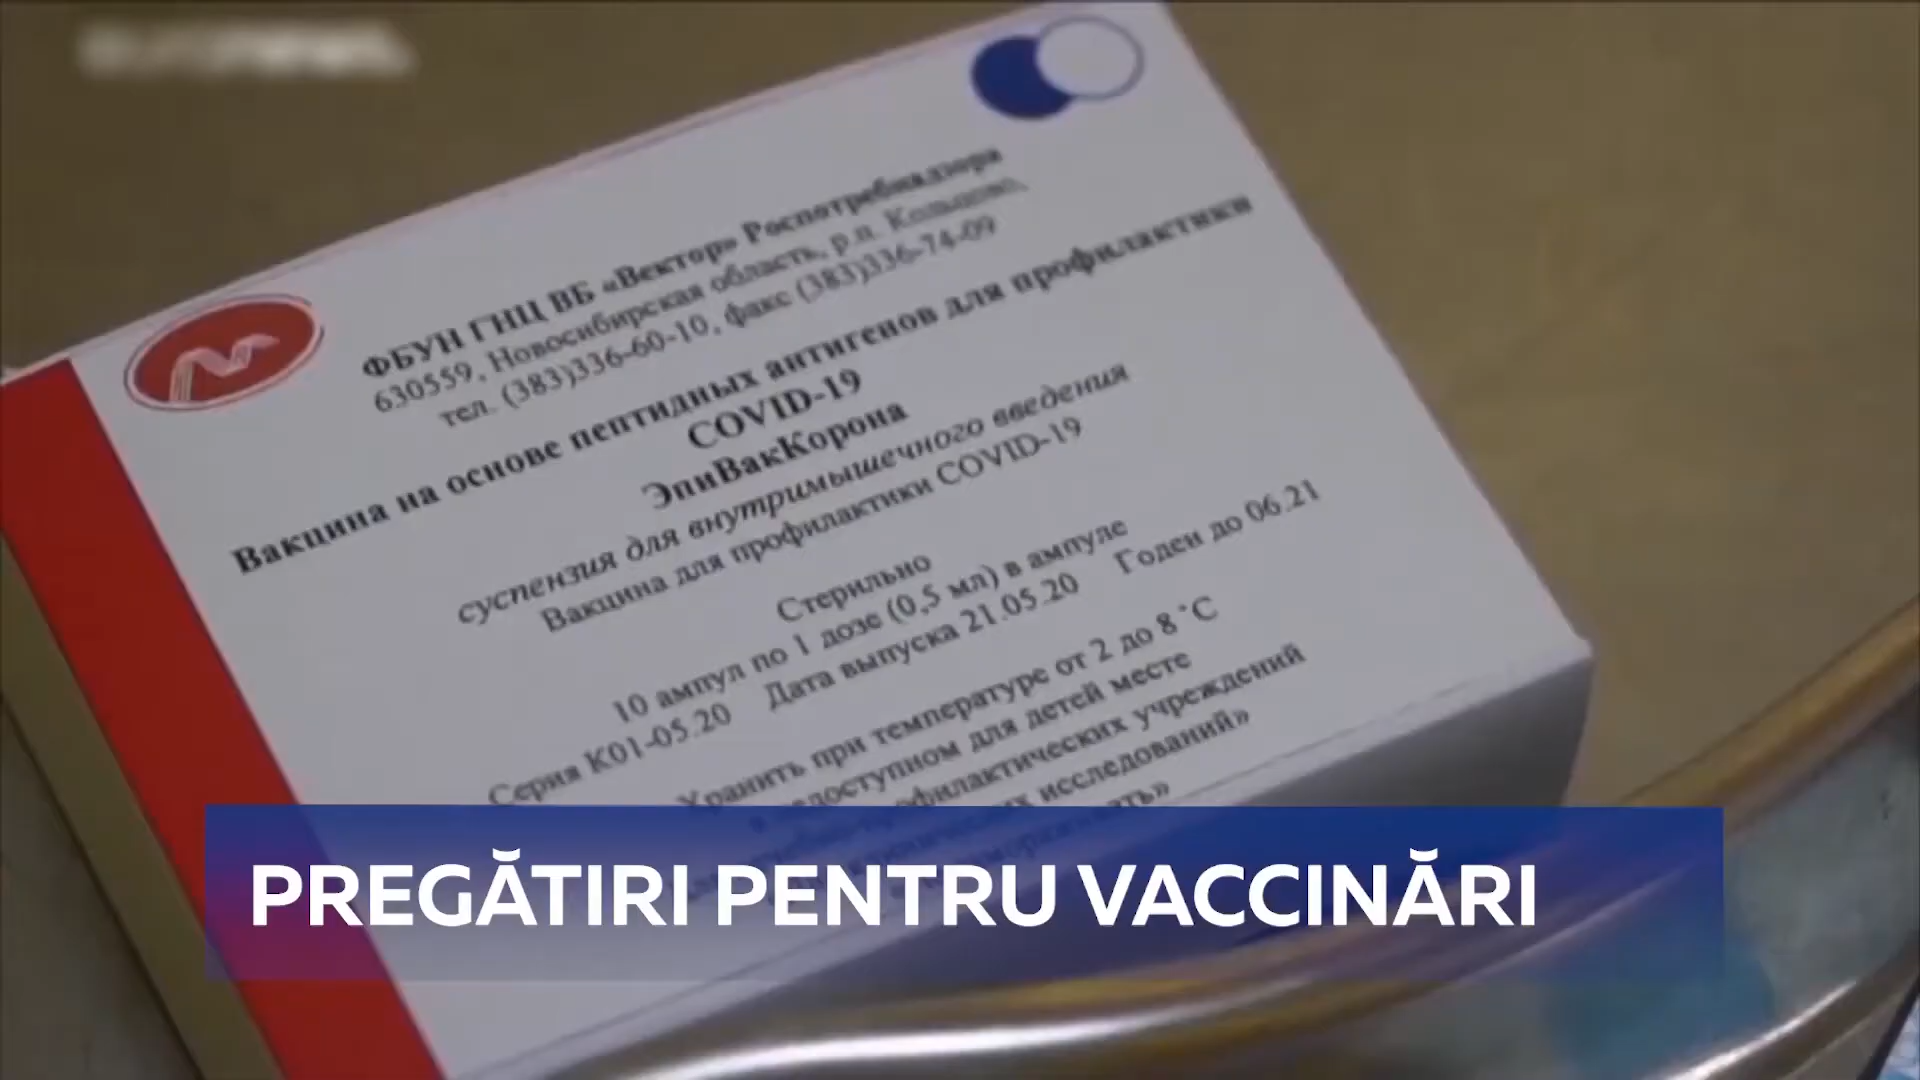 euronews.
ФБУН ГНЦ ВБ «Вектор» Роспотребнадзора
630559, Новосибирская область, р.п. Кольцово,
тел. (383)336-60-10, факс (383)336-74-09
Вакцина на основе пептидных антигенов для профилактики
COVID-19
ЭпиВакКорона
суспензия для внутримышечного введения
Вакцина для профилактики COVID-19
Стерильно
10 ампул по 1 дозе (0,5 мл) в ампуле
Серия К01-05.20 Дата выпуска 21.05.20 Годен до 06.21
Хранить при температуре от 2 до 8 °С
в недоступном для детей месте
профилактических учреждений
исследований»
PREGĂTIRI PENTRU VACCINĂRI